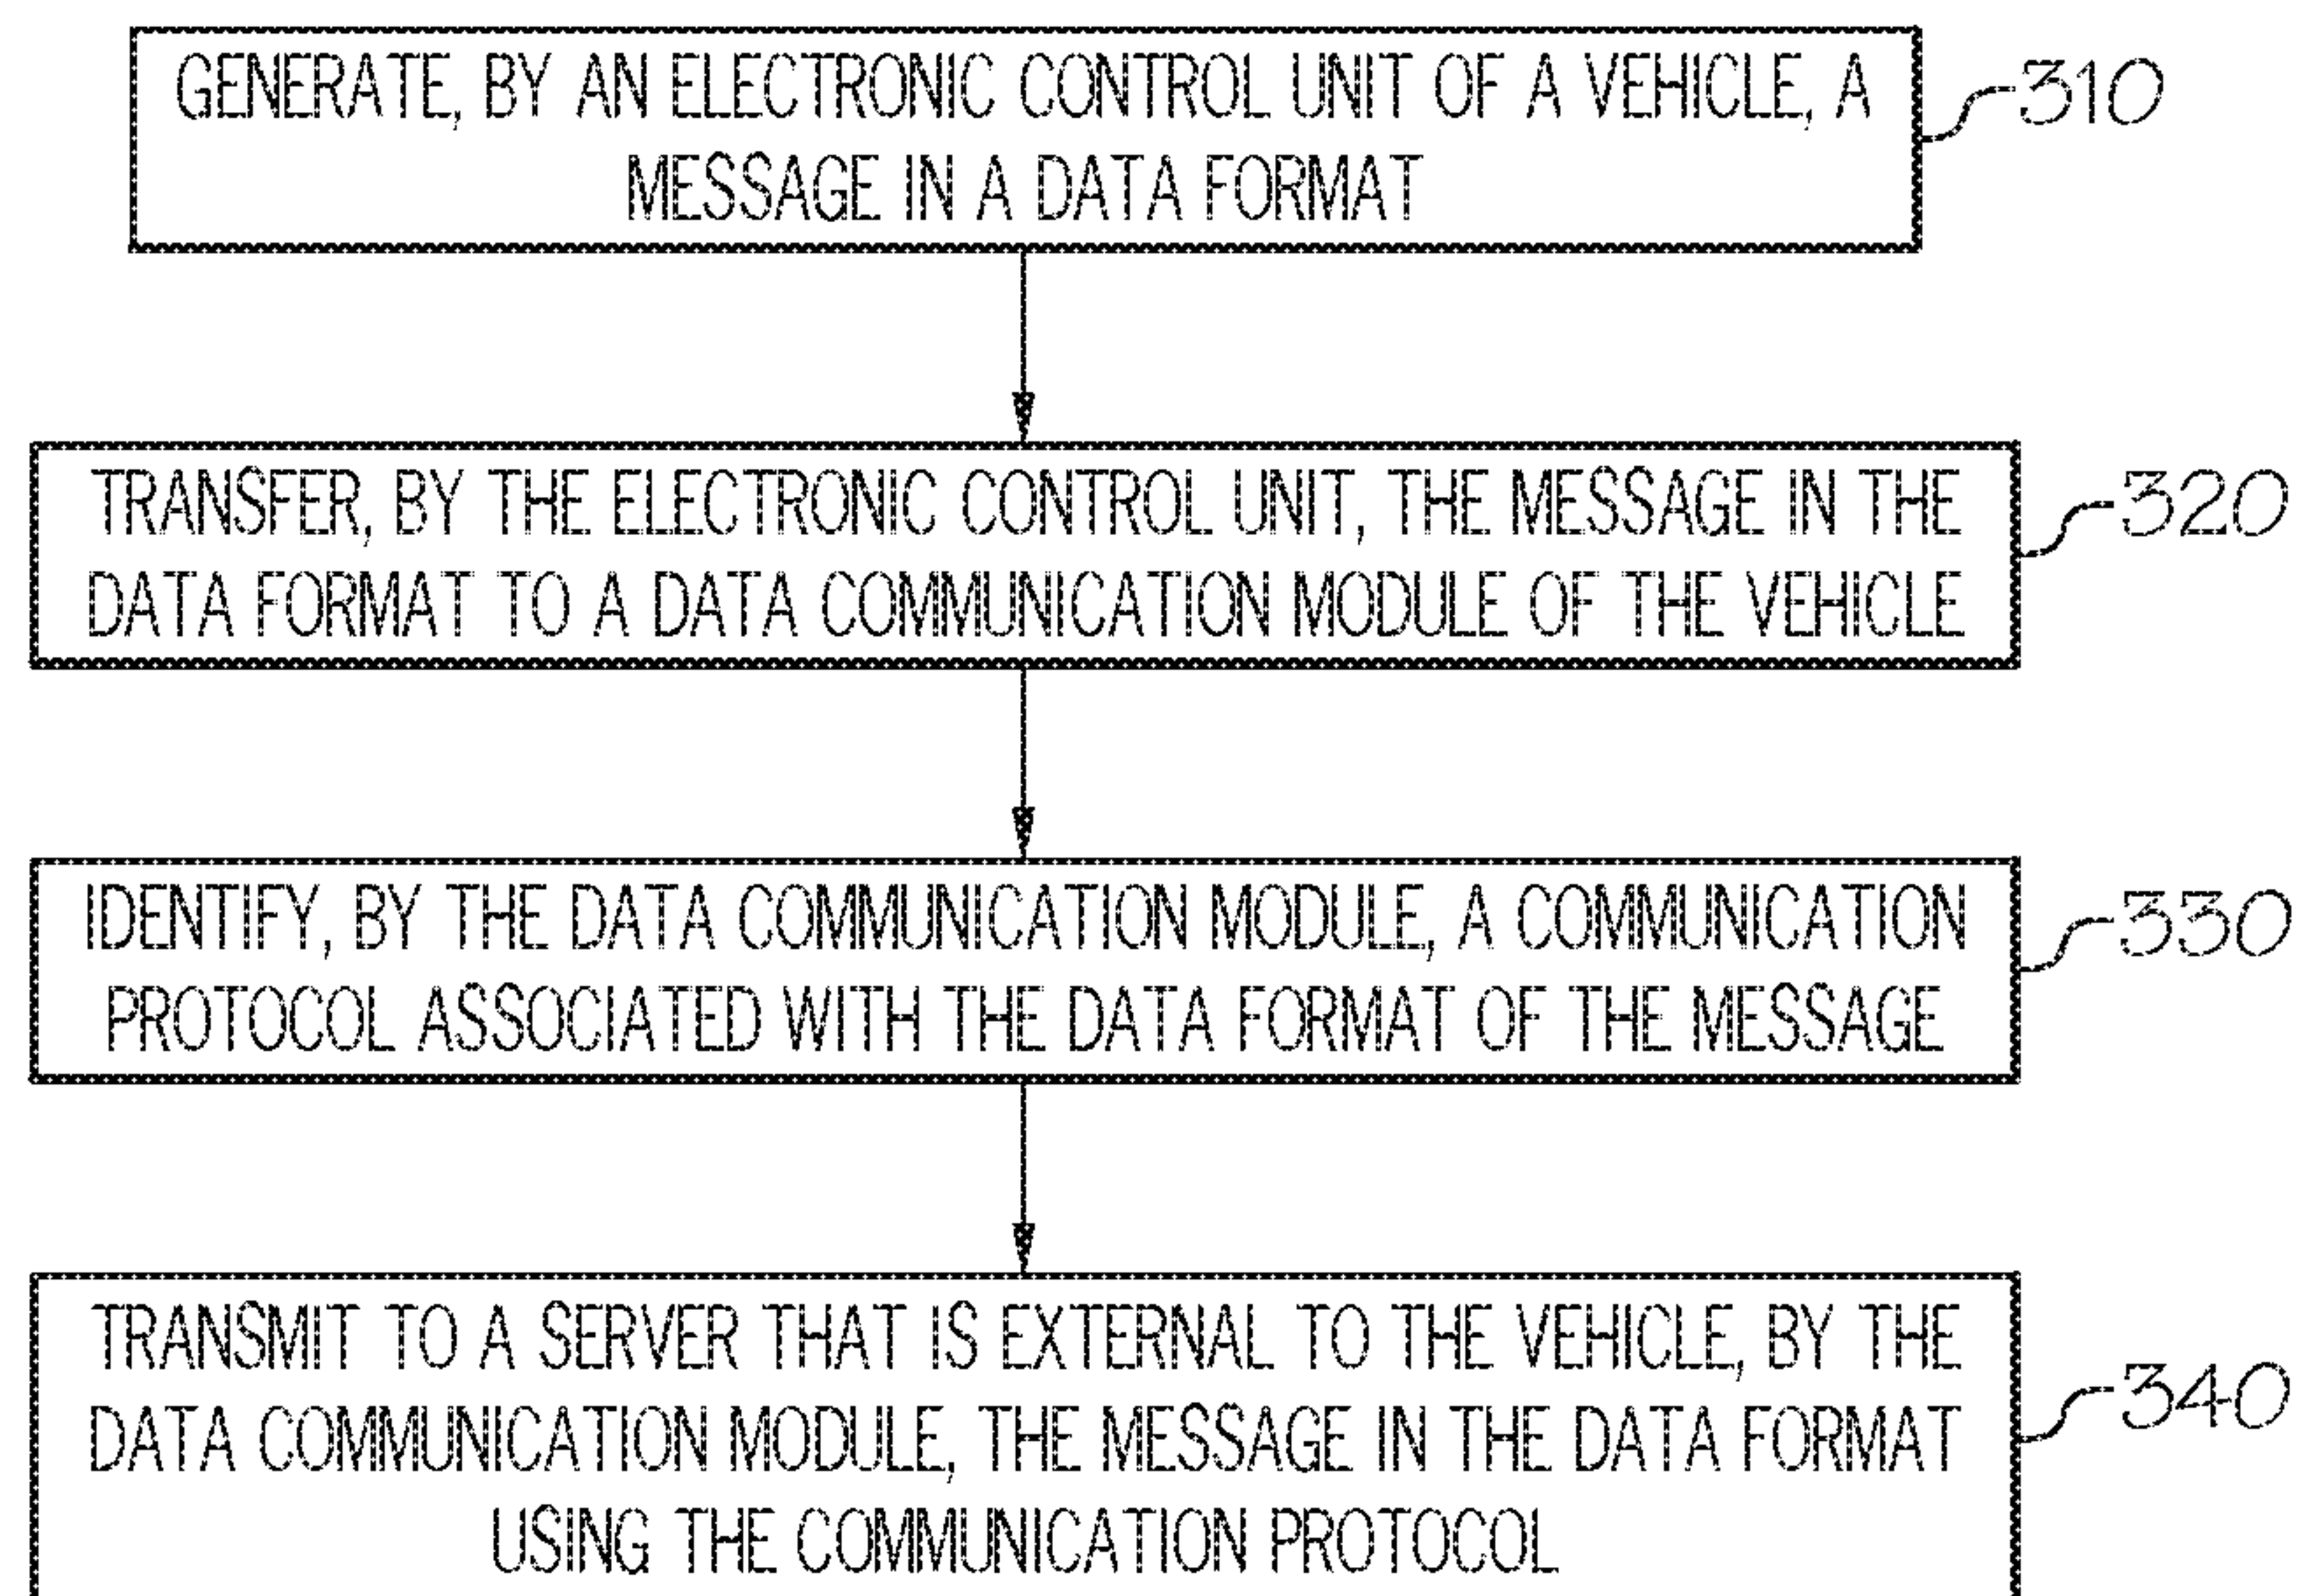 GENERATE, BY AN ELECTRONIC CONTROL UNIT OF A VEHICLE, A
MESSAGE IN A DATA FORMAT
310
TRANSFER, BY THE ELECTRONIC CONTROL UNIT, THE MESSAGE IN THE
DATA FORMAT TO A DATA COMMUNICATION MODULE OF THE VEHICLE
320
IDENTIFY, BY THE DATA COMMUNICATION MODULE, A COMMUNICATION
PROTOCOL ASSOCIATED WITH THE DATA FORMAT OF THE MESSAGE
330
TRANSMIT TO A SERVER THAT IS EXTERNAL TO THE VEHICLE, BY THE
DATA COMMUNICATION MODULE, THE MESSAGE IN THE DATA FORMAT
USING THE COMMUNICATION PROTOCOL
340